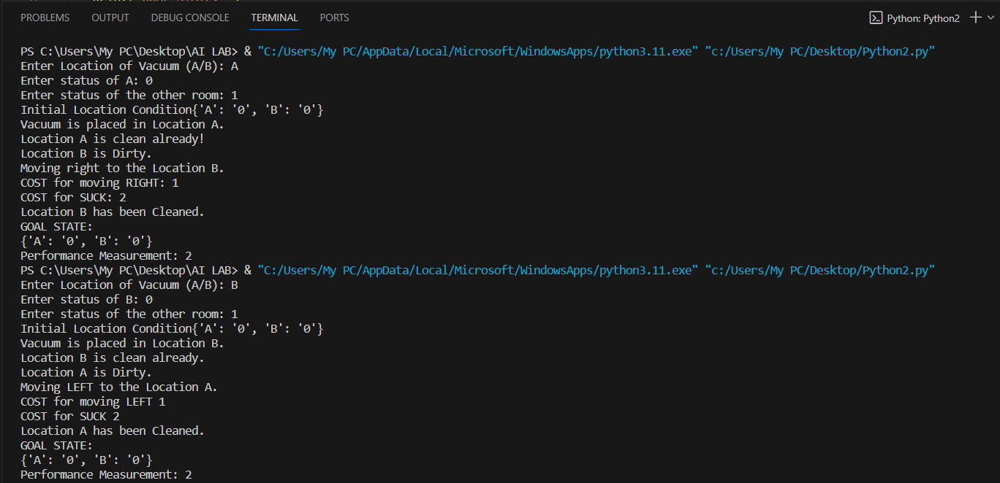 PROBLEMS OUTPUT DEBUG CONSOLE TERMINAL PORTS Python: Python2
PS C:\Users\My PC\Desktop\AI LAB> & "C:/Users/My PC/AppData/Local/Microsoft/WindowsApps/python3.11.exe" "c:/Users/My PC/Desktop/Python2.py"
Enter Location of Vacuum (A/B): A
Enter status of A: 0
Enter status of the other room: 1
Initial Location Condition{'A': '0', 'B': '0'}
Vacuum is placed in Location A.
Location A is clean already!
Location B is Dirty.
Moving right to the Location B.
COST for moving RIGHT: 1
COST for SUCK: 2
Location B has been Cleaned.
GOAL STATE:
{'A': '0', 'B': '0'}
Performance Measurement: 2
PS C:\Users\My PC\Desktop\AI LAB> & "C:/Users/My PC/AppData/Local/Microsoft/WindowsApps/python3.11.exe" "c:/Users/My PC/Desktop/Python2.py"
Enter Location of Vacuum (A/B): B
Enter status of B: 0
Enter status of the other room: 1
Initial Location Condition{'A': '0', 'B': '0'}
Vacuum is placed in Location B.
Location B is clean already.
Location A is Dirty.
Moving LEFT to the Location A.
COST for moving LEFT 1
COST for SUCK 2
Location A has been Cleaned.
GOAL STATE:
{'A': '0', 'B': '0'}
Performance Measurement: 2